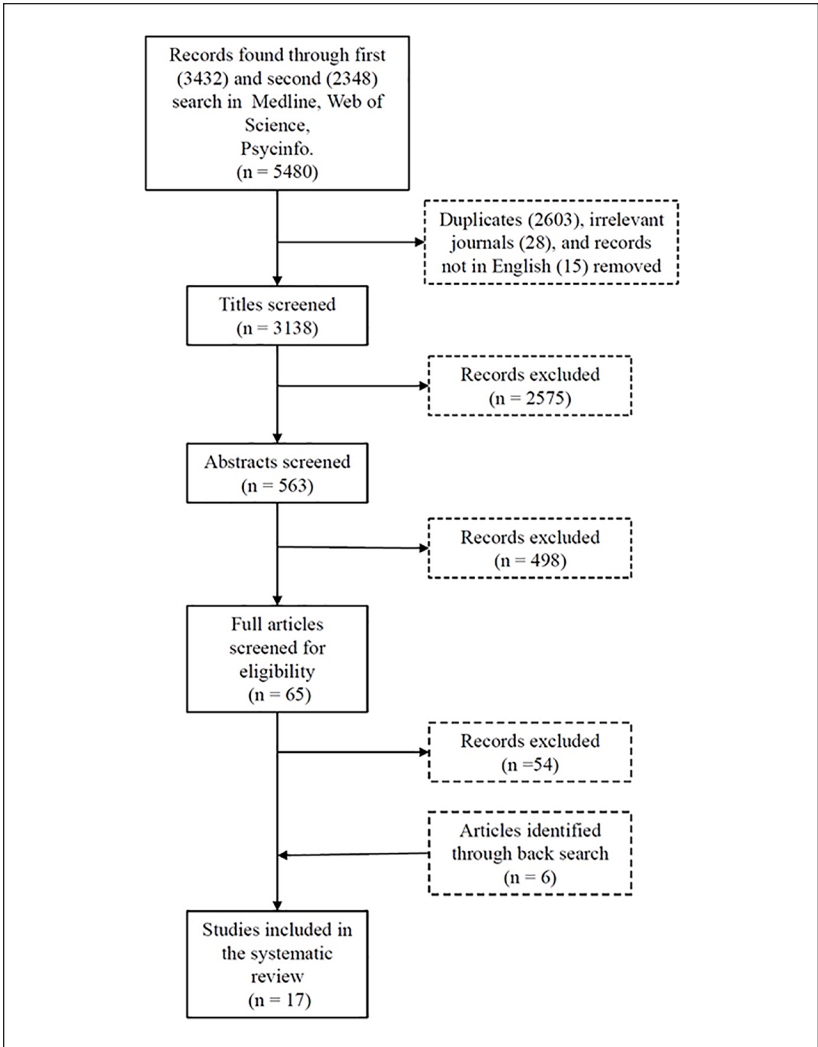 Records found through first
(3432) and second (2348)
search in Medline, Web of
Science,
Psycinfo.
(n = 5480)
Duplicates (2603), irrelevant
journals (28), and records
not in English (15) removed
Titles screened
(n = 3138)
Records excluded
(n = 2575)
Abstracts screened
(n = 563)
Records excluded
(n = 498)
Full articles
screened for
eligibility
(n = 65)
Records excluded
(n =54)
Articles identified
through back search
(n = 6)
Studies included in
the systematic
review
(n = 17)